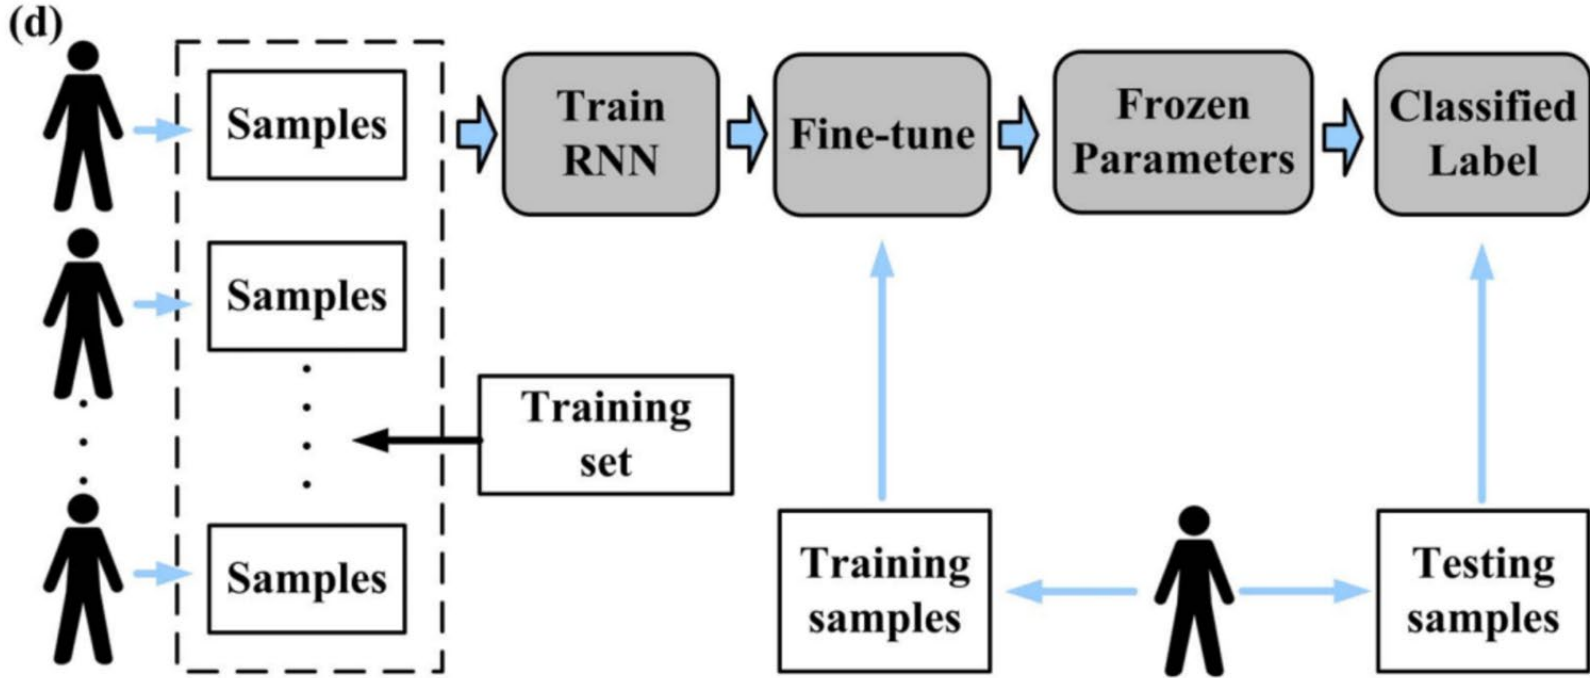 (d)
Samples
Train
RNN
Fine-tune
Frozen
Parameters
Classified
Label
Samples
Training
set
Samples
Training
samples
Testing
samples